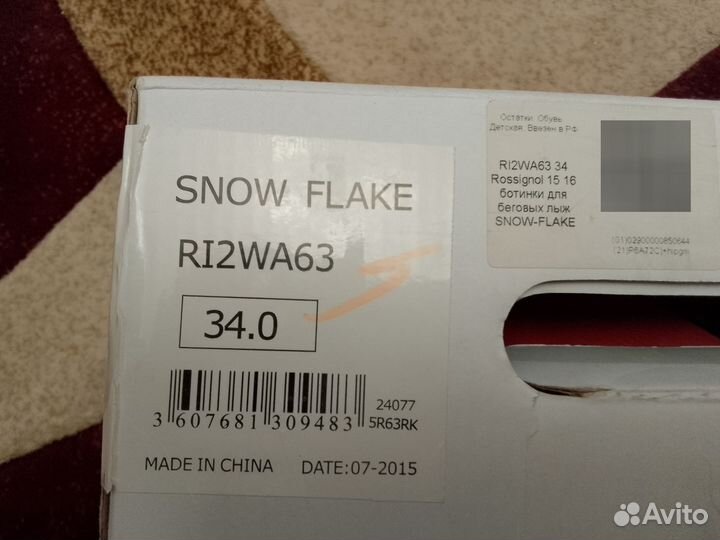 SNOW FLAKE
RI2WA63
34.0
3 607681 309483
24077
5R63RK
MADE IN CHINA DATE:07-2015
Остатки. Обувь
Детская. Ввезен в РФ
RI2WA63 34
Rossignol 15 16
ботинки для
беговых лыж
SNOW-FLAKE
Avito